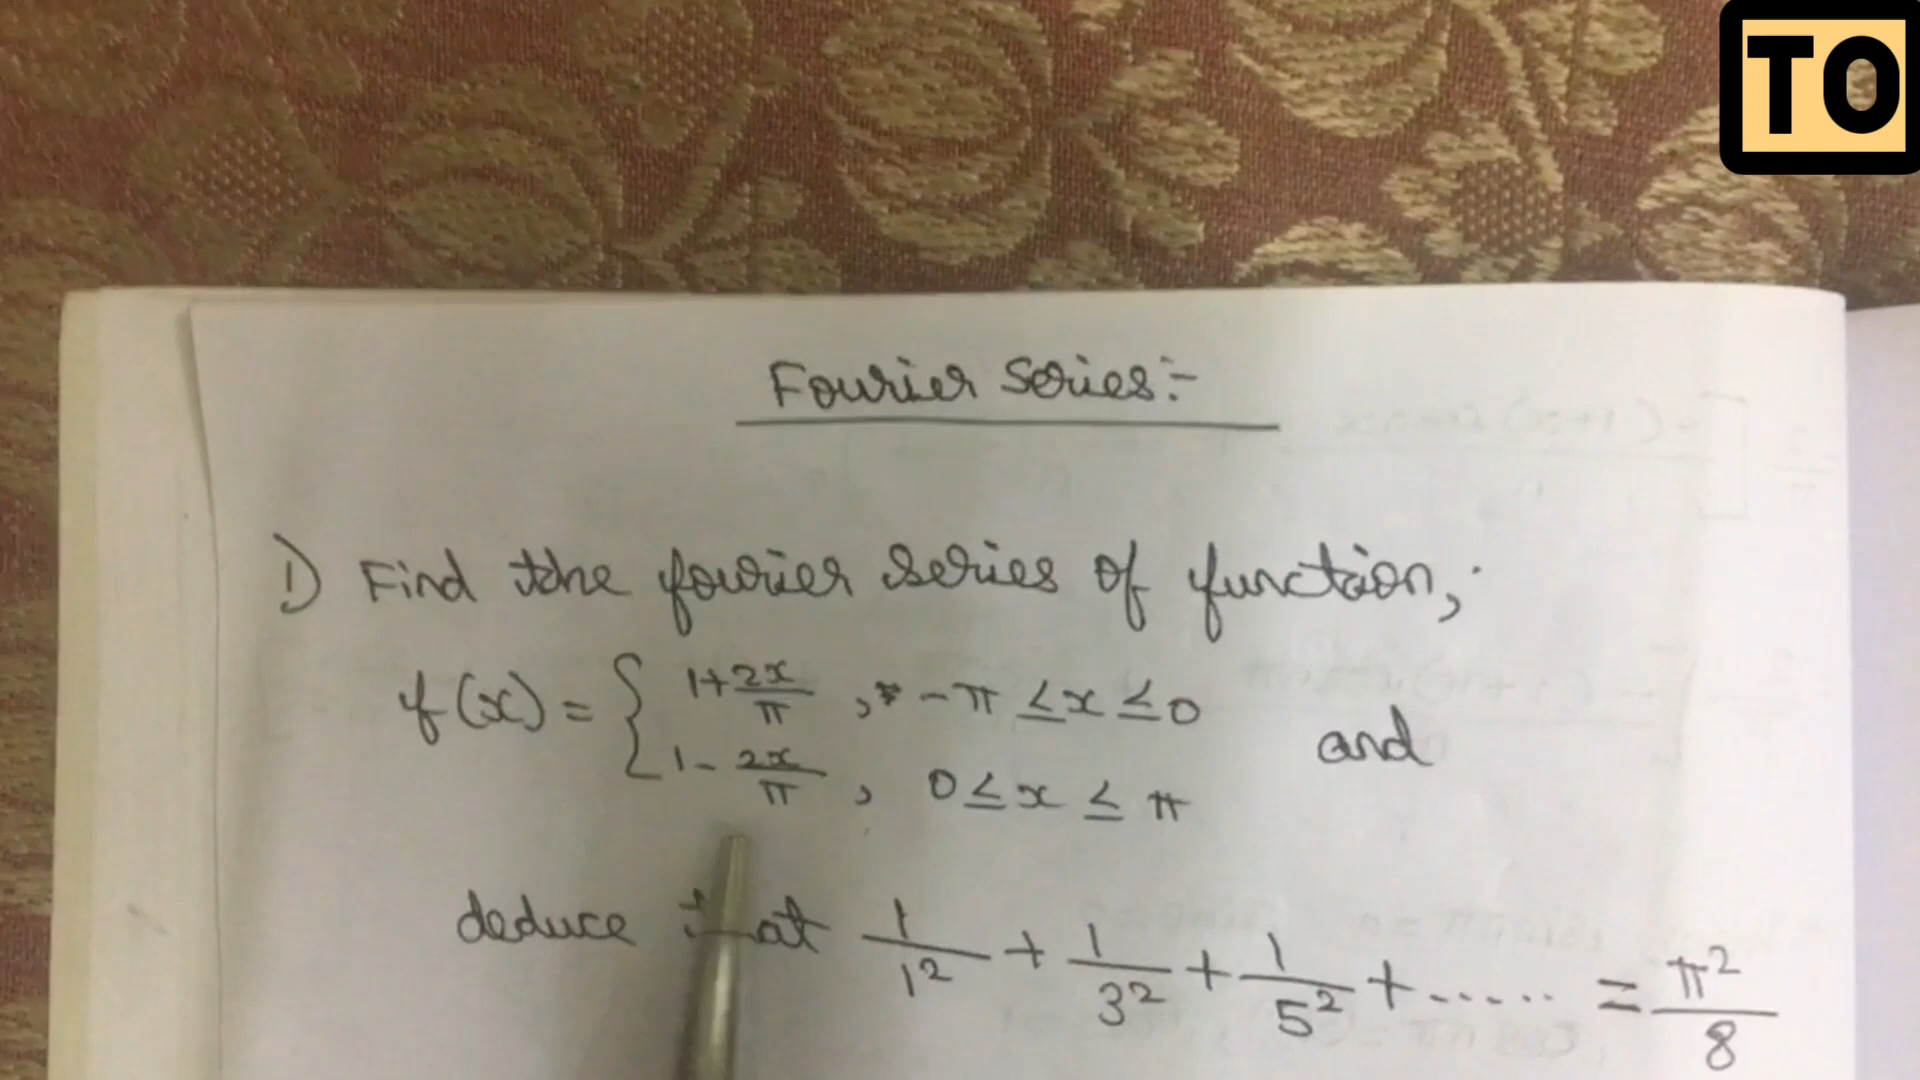 TO
Fourier Series:-
1) Find the fourier series of function,
f(x) = { 1+2x/π , -π ≤ x ≤ 0
1- 2x/π , 0 ≤ x ≤ π and
deduce that 1/1² + 1/3² + 1/5² + ..... = π²/8